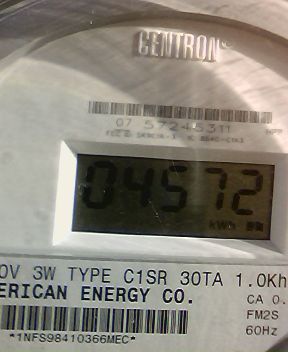 CENTRON
07 57245311
04572
kWh
0V 3W TYPE C1SR 30TA 1.0Kh
ERICAN ENERGY CO.
CA 0.
FM2S
60Hz
*1NFS98410366MEC*